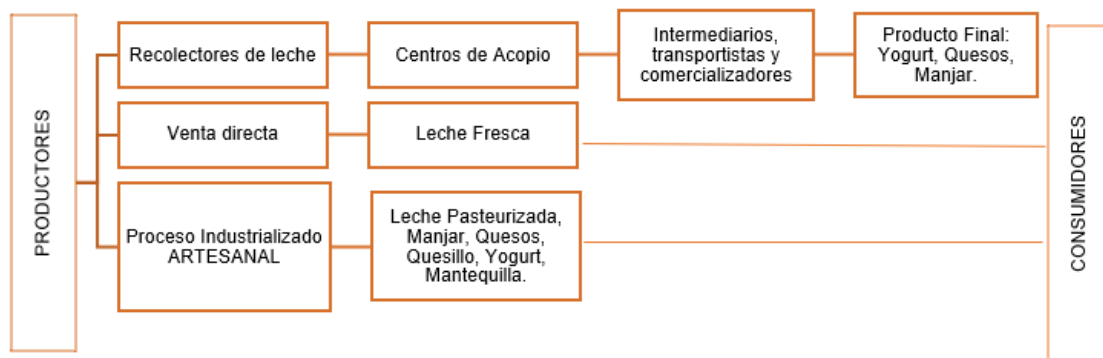 PRODUCTORES
Recolectores de leche
Centros de Acopio
Intermediarios,
transportistas y
comercializadores
Producto Final:
Yogurt, Quesos,
Manjar.
Venta directa
Leche Fresca
Proceso Industrializado
ARTESANAL
Leche Pasteurizada,
Manjar, Quesos,
Quesillo, Yogurt,
Mantequilla.
CONSUMIDORES